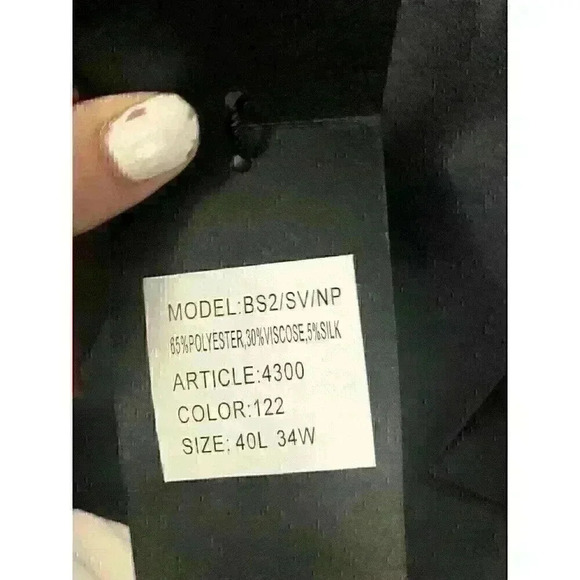 MODEL:BS2/SV/NP
65%POLYESTER,30%VISCOSE,5%SILK
ARTICLE:4300
COLOR:122
SIZE: 40L 34W